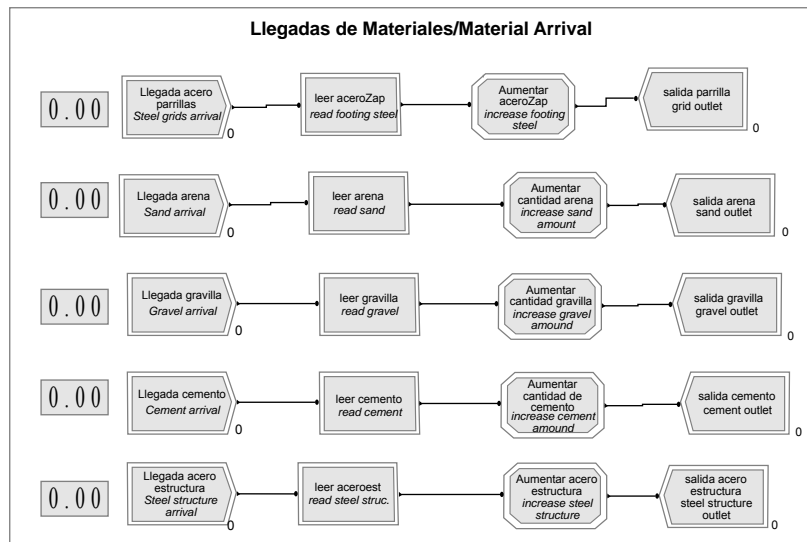 Llegadas de Materiales/Material Arrival
0.00
Llegada acero
parrillas
Steel grids arrival
0
leer aceroZap
read footing steel
Aumentar
aceroZap
increase footing
steel
salida parrilla
grid outlet
0
0.00
Llegada arena
Sand arrival
0
leer arena
read sand
Aumentar
cantidad arena
increase sand
amount
salida arena
sand outlet
0
0.00
Llegada gravilla
Gravel arrival
0
leer gravilla
read gravel
Aumentar
cantidad gravilla
increase gravel
amound
salida gravilla
gravel outlet
0
0.00
Llegada cemento
Cement arrival
0
leer cemento
read cement
Aumentar
cantidad de
cemento
increase cement
amound
salida cemento
cement outlet
0
0.00
Llegada acero
estructura
Steel structure
arrival
0
leer aceroest
read steel struc.
Aumentar acero
estructura
increase steel
structure
salida acero
estructura
steel structure
outlet
0